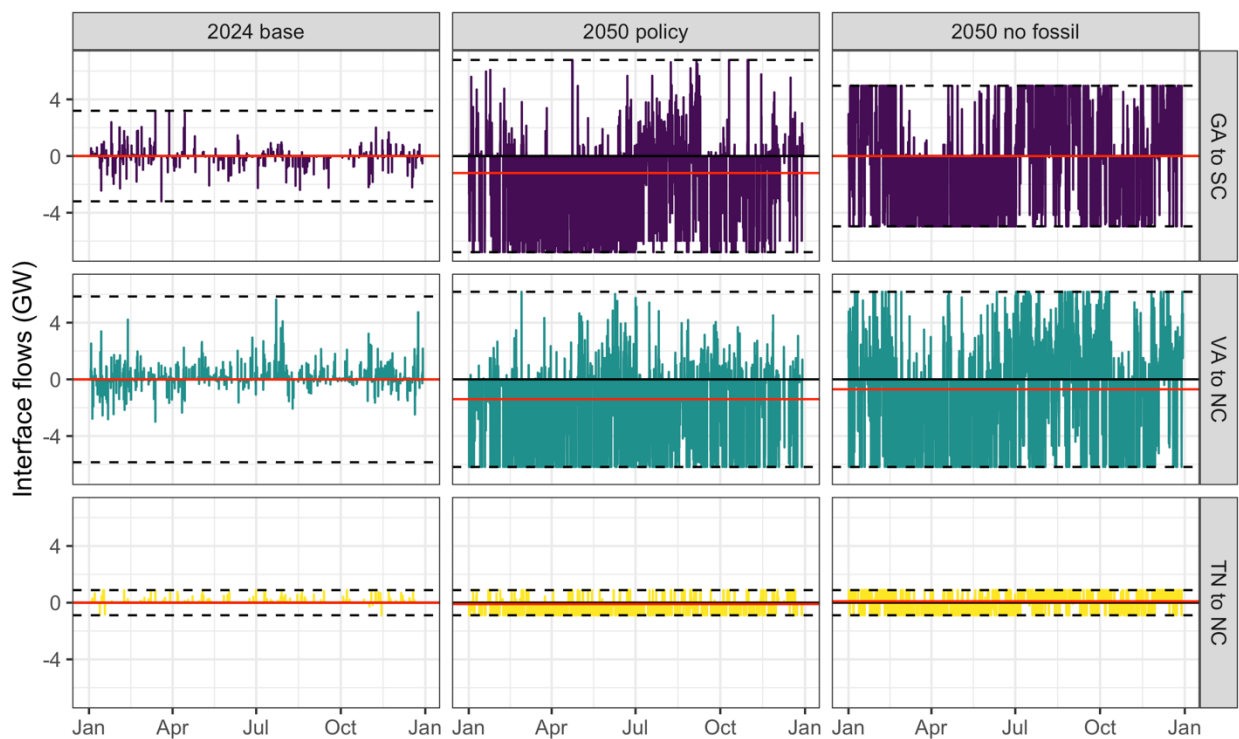 2024 base
2050 policy
2050 no fossil
Interface flows (GW)
4
0
-4
GA to SC
4
0
-4
VA to NC
4
0
-4
TN to NC
Jan Apr Jul Oct Jan
Jan Apr Jul Oct Jan
Jan Apr Jul Oct Jan